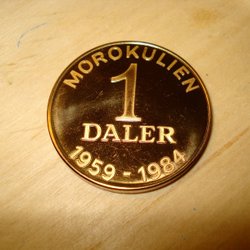 MOROKULIEN
1
DALER
1959-1984